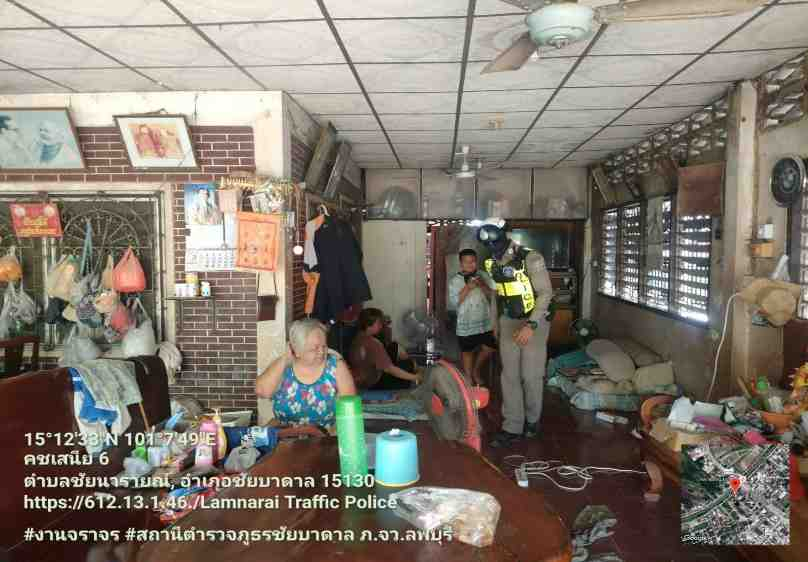 15°12'33"N 101°7'49"E
คชเสนีย์ 6
ตำบลชัยนารายณ์, อำเภอชัยบาดาล 15130
https://612.13.1.46./Lamnarai Traffic Police
#งานจราจร #สถานีตำรวจภูธรชัยบาดาล ภ.จว.ลพบุรี
Google